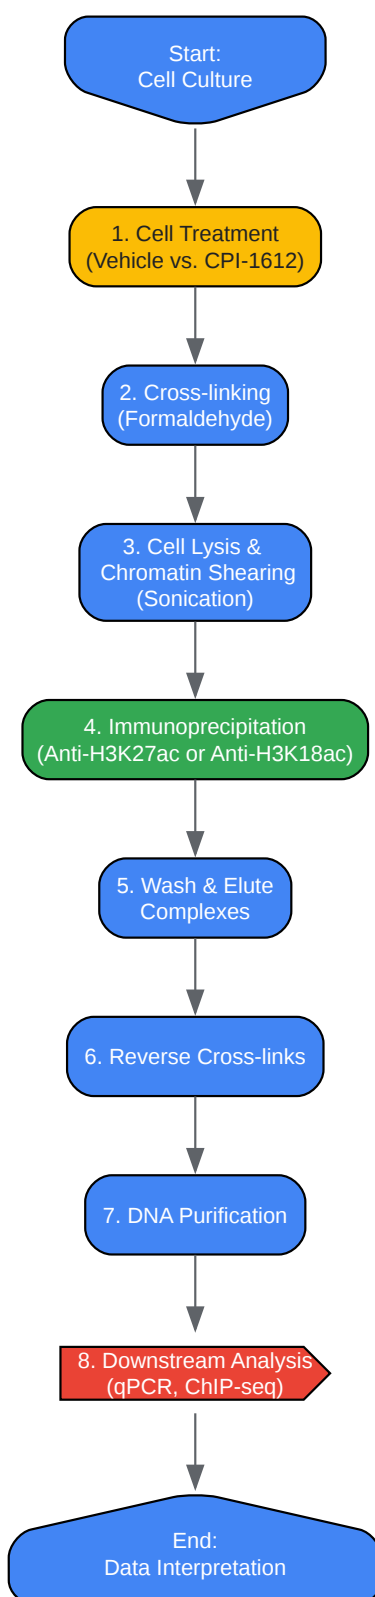 Start:
Cell Culture
1. Cell Treatment
(Vehicle vs. CPI-1612)
2. Cross-linking
(Formaldehyde)
3. Cell Lysis &
Chromatin Shearing
(Sonication)
4. Immunoprecipitation
(Anti-H3K27ac or Anti-H3K18ac)
5. Wash & Elute
Complexes
6. Reverse Cross-links
7. DNA Purification
8. Downstream Analysis
(qPCR, ChIP-seq)
End:
Data Interpretation